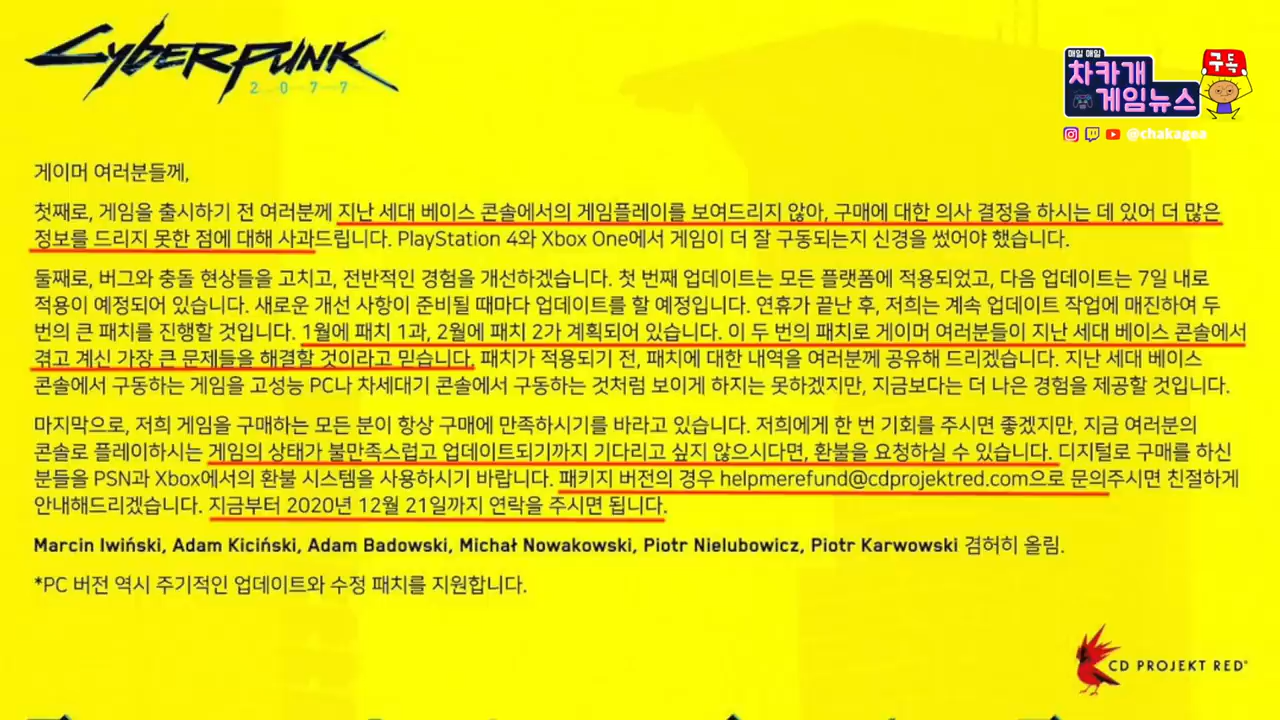 CYBERPUNK
2077
매일 매일
차카개
게임뉴스
구독
@chakagea
게이머 여러분들께,
첫째로, 게임을 출시하기 전 여러분께 지난 세대 베이스 콘솔에서의 게임플레이를 보여드리지 않아, 구매에 대한 의사 결정을 하시는 데 있어 더 많은
정보를 드리지 못한 점에 대해 사과드립니다. PlayStation 4와 Xbox One에서 게임이 더 잘 구동되는지 신경을 썼어야 했습니다.
둘째로, 버그와 충돌 현상들을 고치고, 전반적인 경험을 개선하겠습니다. 첫 번째 업데이트는 모든 플랫폼에 적용되었고, 다음 업데이트는 7일 내로
적용이 예정되어 있습니다. 새로운 개선 사항이 준비될 때마다 업데이트를 할 예정입니다. 연휴가 끝난 후, 저희는 계속 업데이트 작업에 매진하여 두
번의 큰 패치를 진행할 것입니다. 1월에 패치 1과, 2월에 패치 2가 계획되어 있습니다. 이 두 번의 패치로 게이머 여러분들이 지난 세대 베이스 콘솔에서
겪고 계신 가장 큰 문제들을 해결할 것이라고 믿습니다. 패치가 적용되기 전, 패치에 대한 내역을 여러분께 공유해 드리겠습니다. 지난 세대 베이스
콘솔에서 구동하는 게임을 고성능 PC나 차세대기 콘솔에서 구동하는 것처럼 보이게 하지는 못하겠지만, 지금보다는 더 나은 경험을 제공할 것입니다.
마지막으로, 저희 게임을 구매하는 모든 분이 항상 구매에 만족하시기를 바라고 있습니다. 저희에게 한 번 기회를 주시면 좋겠지만, 지금 여러분의
콘솔로 플레이하시는 게임의 상태가 불만족스럽고 업데이트되기까지 기다리고 싶지 않으시다면, 환불을 요청하실 수 있습니다. 디지털로 구매를 하신
분들을 PSN과 Xbox에서의 환불 시스템을 사용하시기 바랍니다. 패키지 버전의 경우 helpmerefund@cdprojektred.com으로 문의주시면 친절하게
안내해드리겠습니다. 지금부터 2020년 12월 21일까지 연락을 주시면 됩니다.
Marcin Iwiński, Adam Kiciński, Adam Badowski, Michał Nowakowski, Piotr Nielubowicz, Piotr Karwowski 겸허히 올림.
*PC 버전 역시 주기적인 업데이트와 수정 패치를 지원합니다.
CD PROJEKT RED®